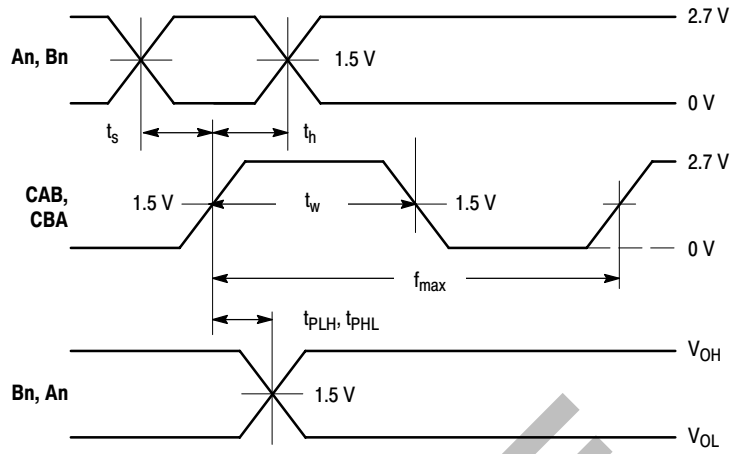 2.7 V
An, Bn
1.5 V
0 V
ts
th
2.7 V
CAB,
CBA
1.5 V
tw
1.5 V
0 V
fmax
tPLH, tPHL
VOH
Bn, An
1.5 V
VOL